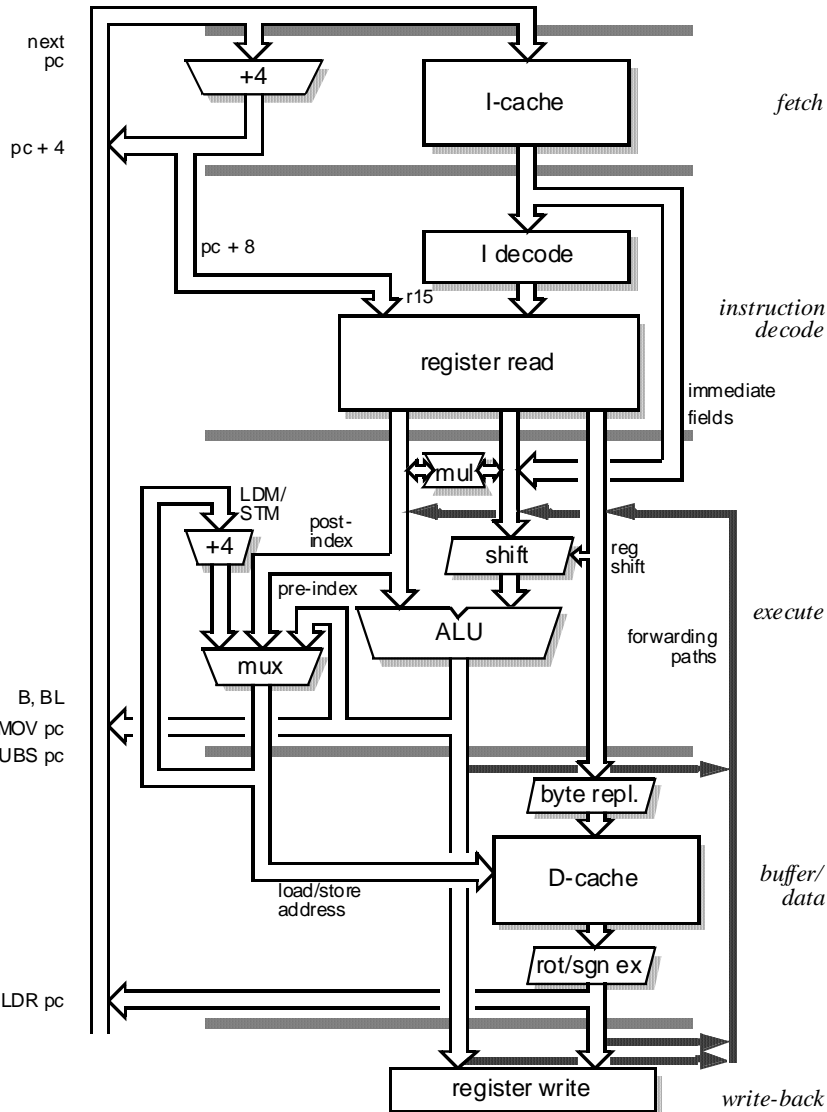 next
pc
+4
I-cache
fetch
pc + 4
pc + 8
I decode
r15
instruction
decode
register read
immediate
fields
mul
LDM/
STM
post-
index
+4
shift
reg
shift
pre-index
ALU
execute
forwarding
paths
mux
B, BL
MOV pc
UBS pc
byte repl.
D-cache
buffer/
data
load/store
address
rot/sgn ex
LDR pc
register write
write-back